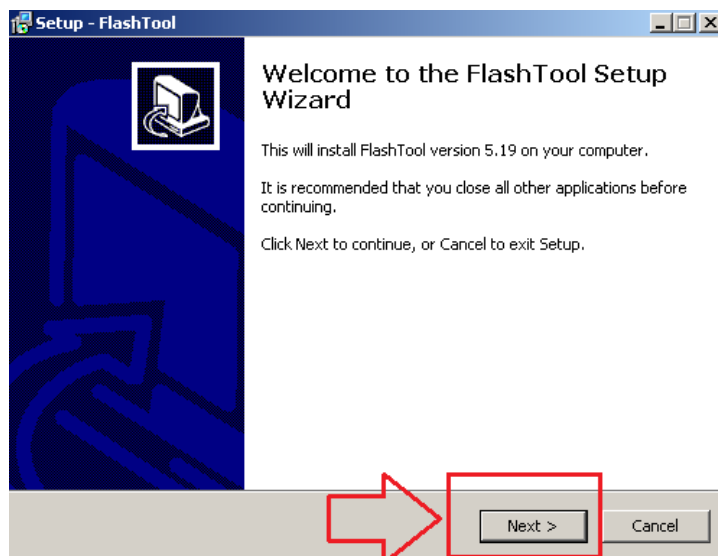 Setup - FlashTool
Welcome to the FlashTool Setup
Wizard
This will install FlashTool version 5.19 on your computer.
It is recommended that you close all other applications before
continuing.
Click Next to continue, or Cancel to exit Setup.
Next >
Cancel